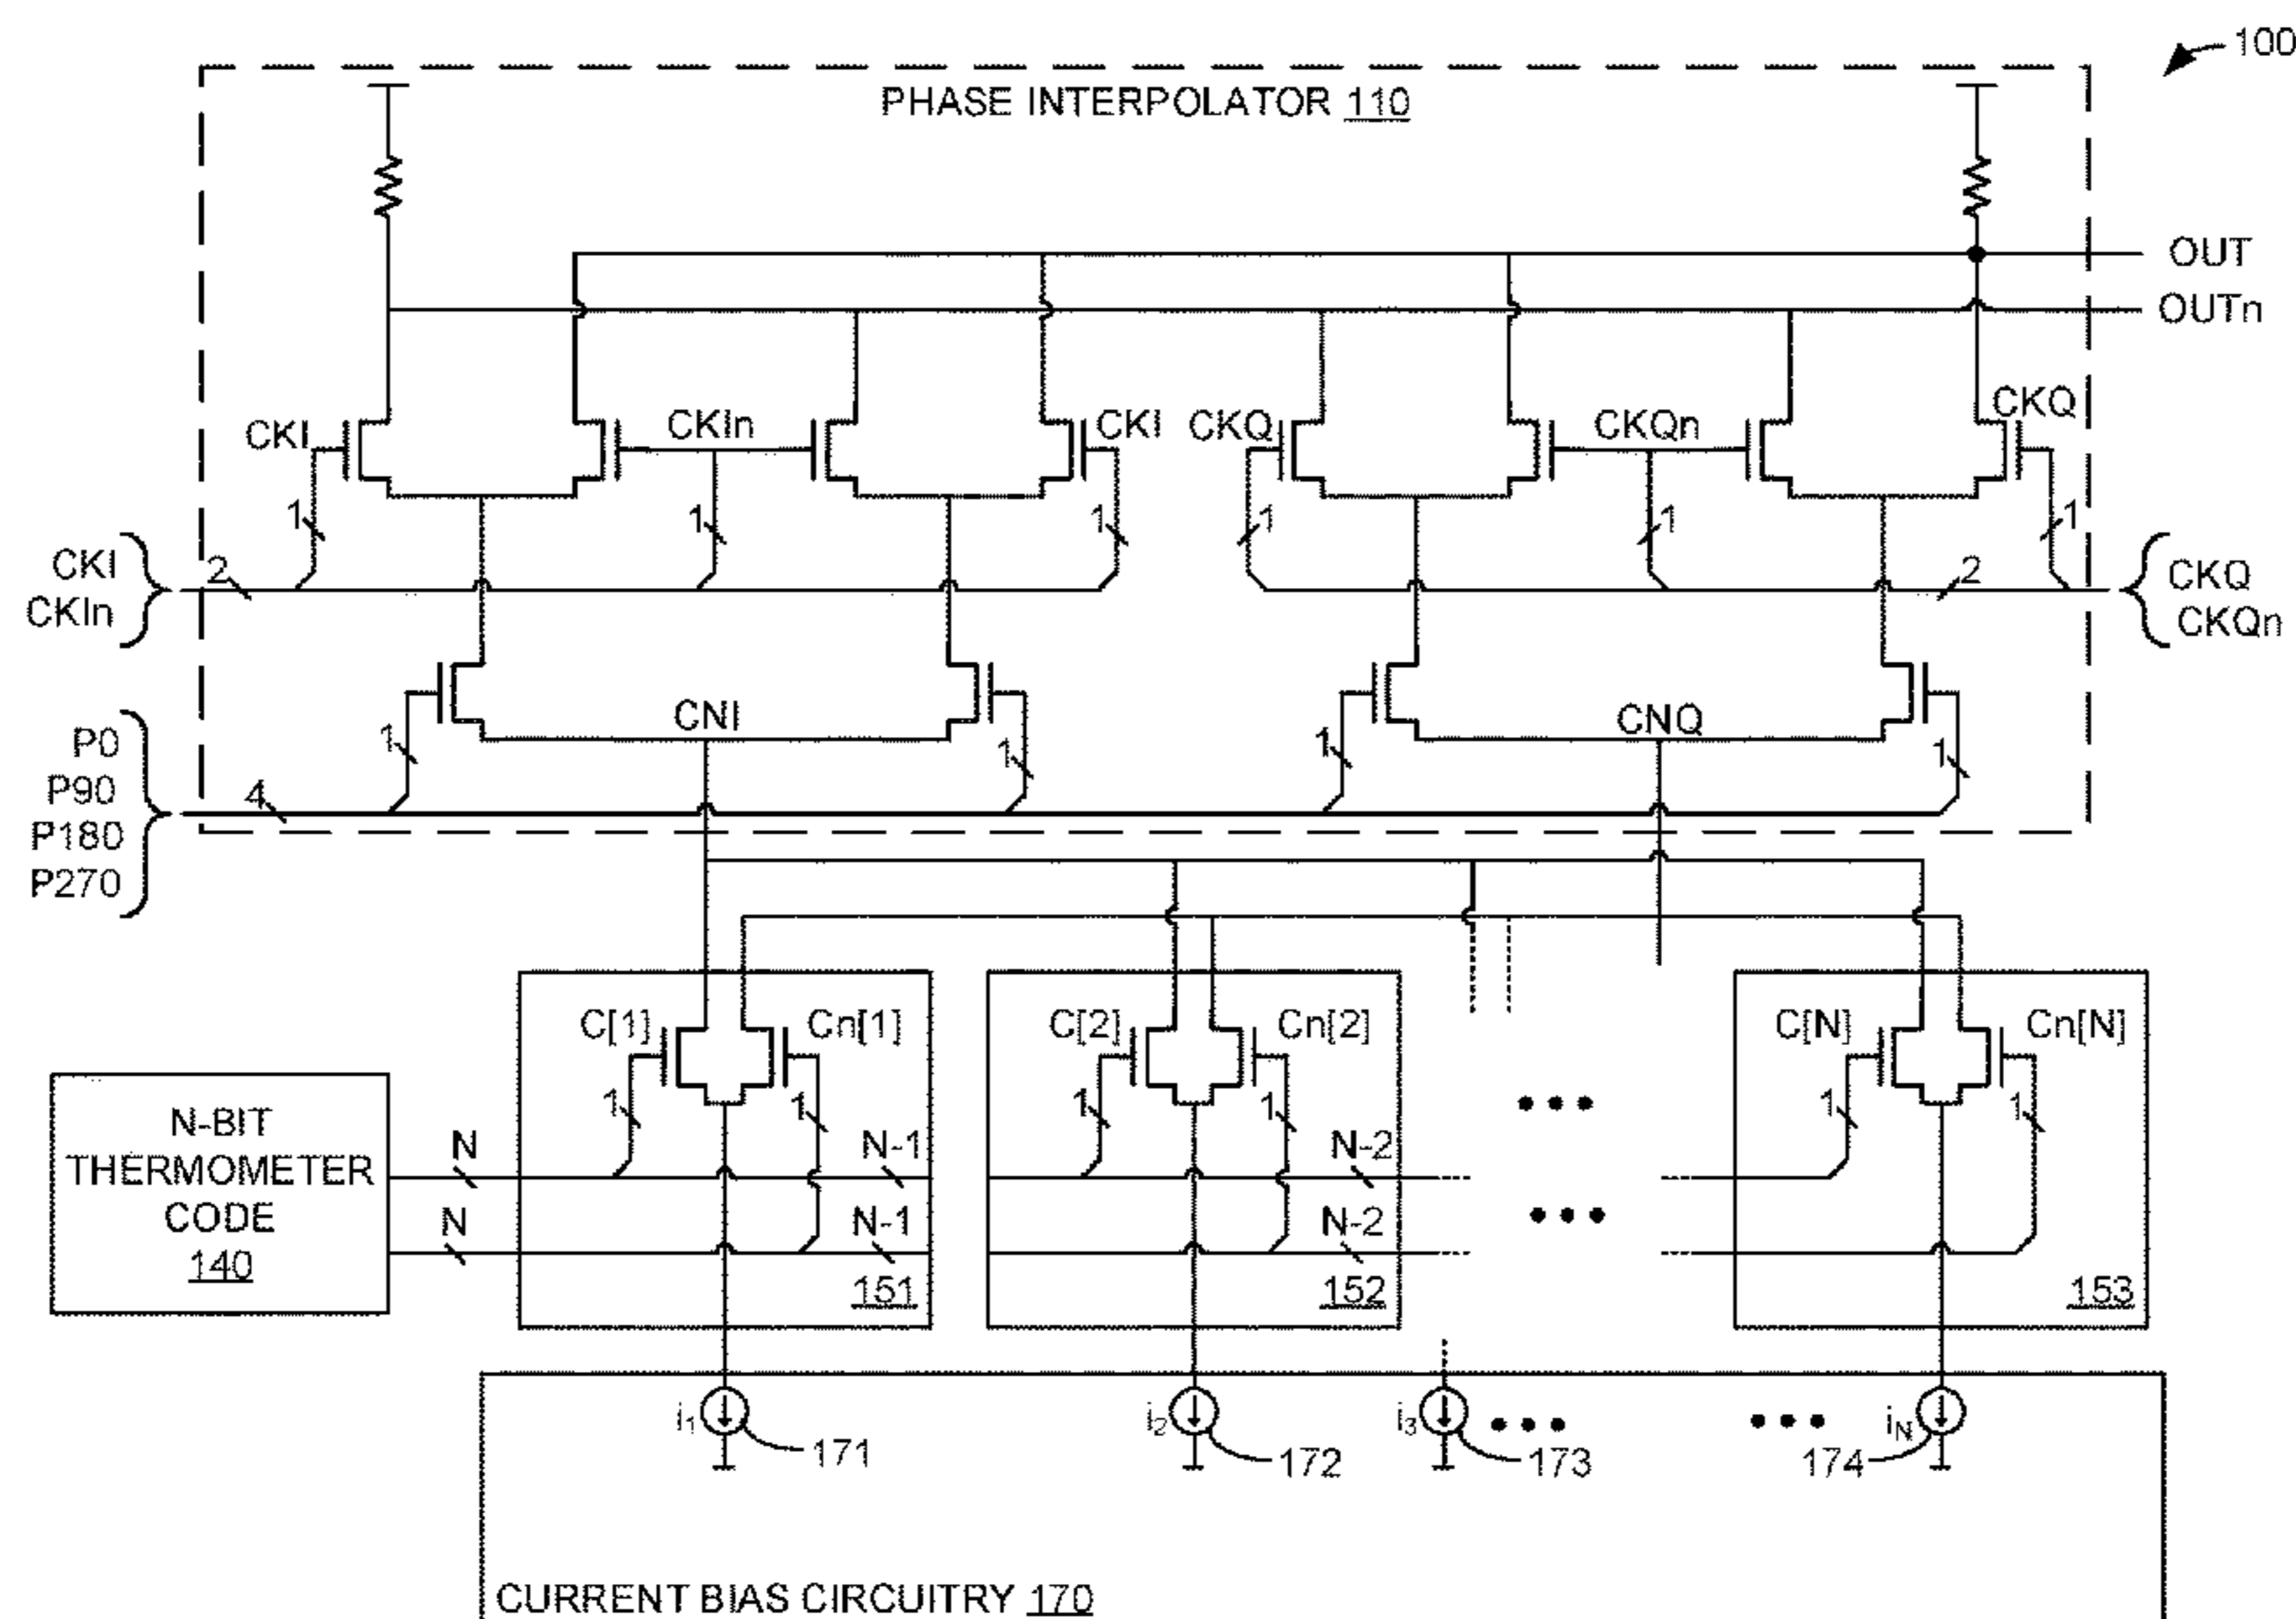 100
PHASE INTERPOLATOR 110
OUT
OUTn
CKI
CKIn
CKI
CKQ
CKQn
CKQ
1
1
1
1
1
1
CKI
CKIn
2
2
CKQ
CKQn
CNI
CNQ
P0
P90
P180
P270
4
1
1
1
1
C[1]
Cn[1]
C[2]
Cn[2]
C[N]
Cn[N]
1
1
1
1
1
1
N-BIT
THERMOMETER
CODE
140
N
N
N-1
N-1
N-2
N-2
151
152
153
i1
171
i2
172
i3
173
iN
174
CURRENT BIAS CIRCUITRY 170